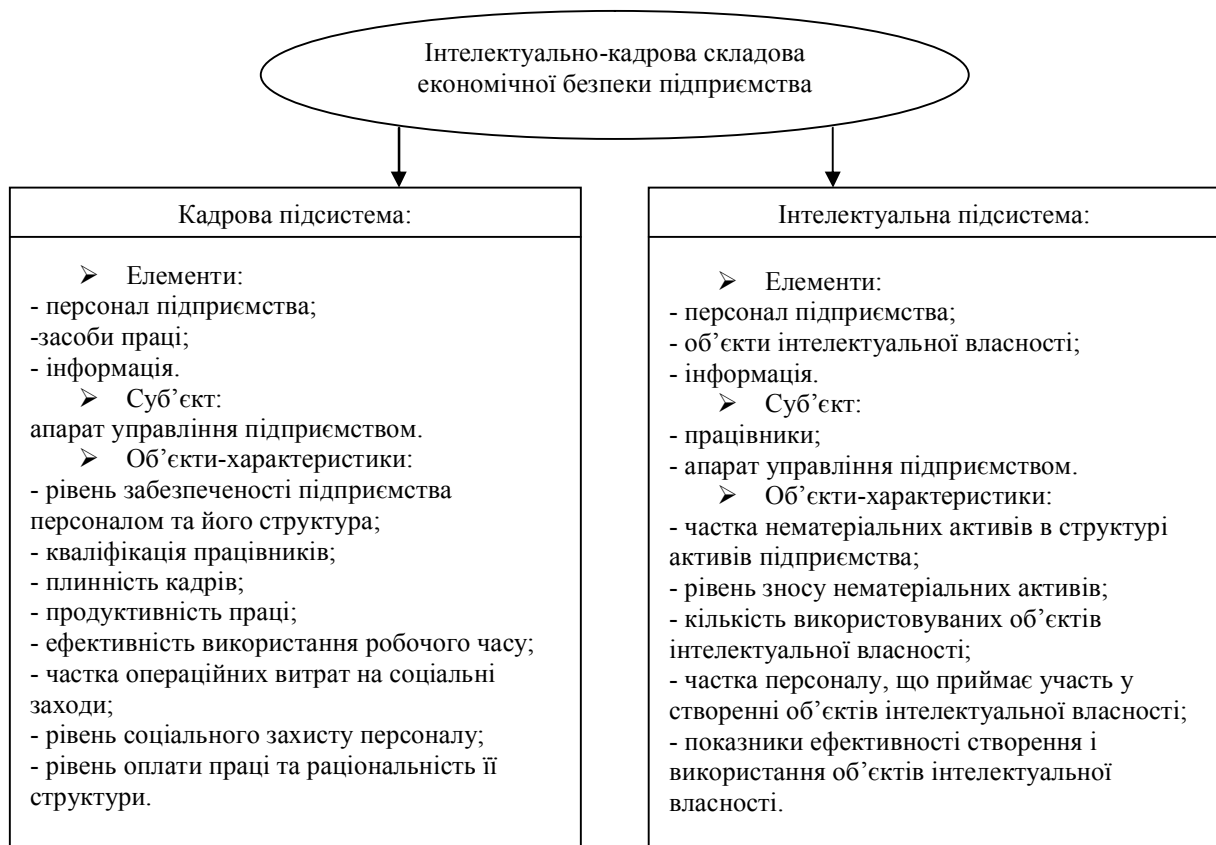 Інтелектуально-кадрова складова
економічної безпеки підприємства
Кадрова підсистема:
➢ Елементи:
- персонал підприємства;
-засоби праці;
- інформація.
➢ Суб’єкт:
апарат управління підприємством.
➢ Об’єкти-характеристики:
- рівень забезпеченості підприємства
персоналом та його структура;
- кваліфікація працівників;
- плинність кадрів;
- продуктивність праці;
- ефективність використання робочого часу;
- частка операційних витрат на соціальні
заходи;
- рівень соціального захисту персоналу;
- рівень оплати праці та раціональність її
структури.
Інтелектуальна підсистема:
➢ Елементи:
- персонал підприємства;
- об’єкти інтелектуальної власності;
- інформація.
➢ Суб’єкт:
- працівники;
- апарат управління підприємством.
➢ Об’єкти-характеристики:
- частка нематеріальних активів в структурі
активів підприємства;
- рівень зносу нематеріальних активів;
- кількість використовуваних об’єктів
інтелектуальної власності;
- частка персоналу, що приймає участь у
створенні об’єктів інтелектуальної власності;
- показники ефективності створення і
використання об’єктів інтелектуальної
власності.